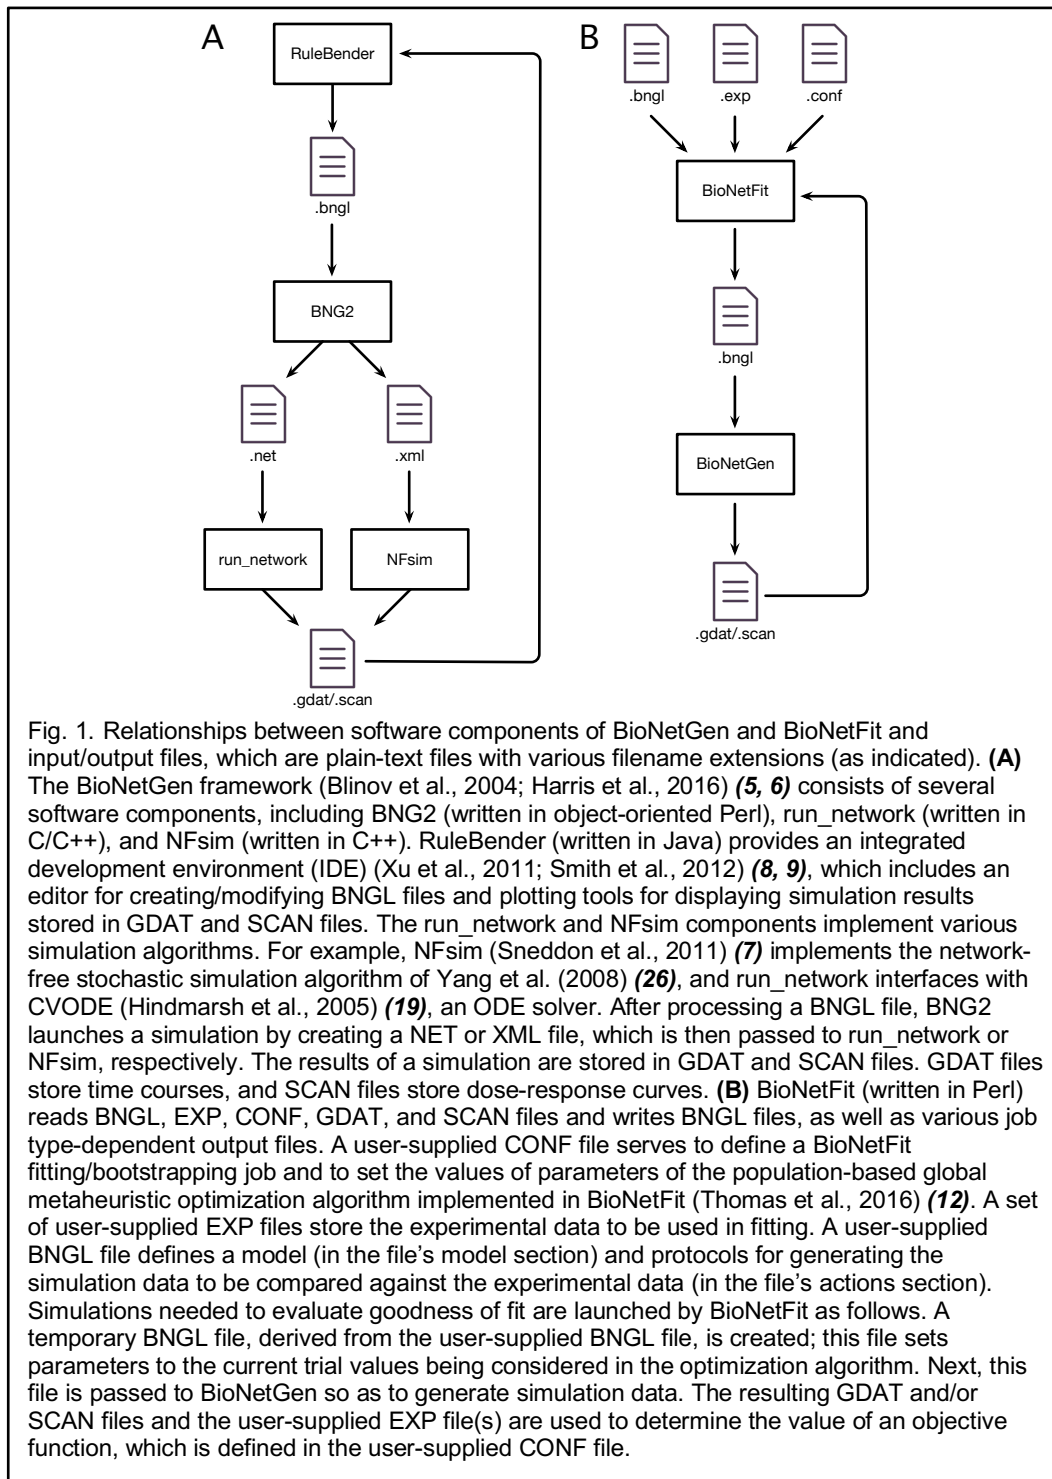 A
RuleBender
.bngl
BNG2
.net
.xml
run_network
NFsim
.gdat/.scan
B
.bngl
.exp
.conf
BioNetFit
.bngl
BioNetGen
.gdat/.scan
Fig. 1. Relationships between software components of BioNetGen and BioNetFit and
input/output files, which are plain-text files with various filename extensions (as indicated). (A)
The BioNetGen framework (Blinov et al., 2004; Harris et al., 2016) (5, 6) consists of several
software components, including BNG2 (written in object-oriented Perl), run_network (written in
C/C++), and NFsim (written in C++). RuleBender (written in Java) provides an integrated
development environment (IDE) (Xu et al., 2011; Smith et al., 2012) (8, 9), which includes an
editor for creating/modifying BNGL files and plotting tools for displaying simulation results
stored in GDAT and SCAN files. The run_network and NFsim components implement various
simulation algorithms. For example, NFsim (Sneddon et al., 2011) (7) implements the network-
free stochastic simulation algorithm of Yang et al. (2008) (26), and run_network interfaces with
CVODE (Hindmarsh et al., 2005) (19), an ODE solver. After processing a BNGL file, BNG2
launches a simulation by creating a NET or XML file, which is then passed to run_network or
NFsim, respectively. The results of a simulation are stored in GDAT and SCAN files. GDAT files
store time courses, and SCAN files store dose-response curves. (B) BioNetFit (written in Perl)
reads BNGL, EXP, CONF, GDAT, and SCAN files and writes BNGL files, as well as various job
type-dependent output files. A user-supplied CONF file serves to define a BioNetFit
fitting/bootstrapping job and to set the values of parameters of the population-based global
metaheuristic optimization algorithm implemented in BioNetFit (Thomas et al., 2016) (12). A set
of user-supplied EXP files store the experimental data to be used in fitting. A user-supplied
BNGL file defines a model (in the file's model section) and protocols for generating the
simulation data to be compared against the experimental data (in the file's actions section).
Simulations needed to evaluate goodness of fit are launched by BioNetFit as follows. A
temporary BNGL file, derived from the user-supplied BNGL file, is created; this file sets
parameters to the current trial values being considered in the optimization algorithm. Next, this
file is passed to BioNetGen so as to generate simulation data. The resulting GDAT and/or
SCAN files and the user-supplied EXP file(s) are used to determine the value of an objective
function, which is defined in the user-supplied CONF file.